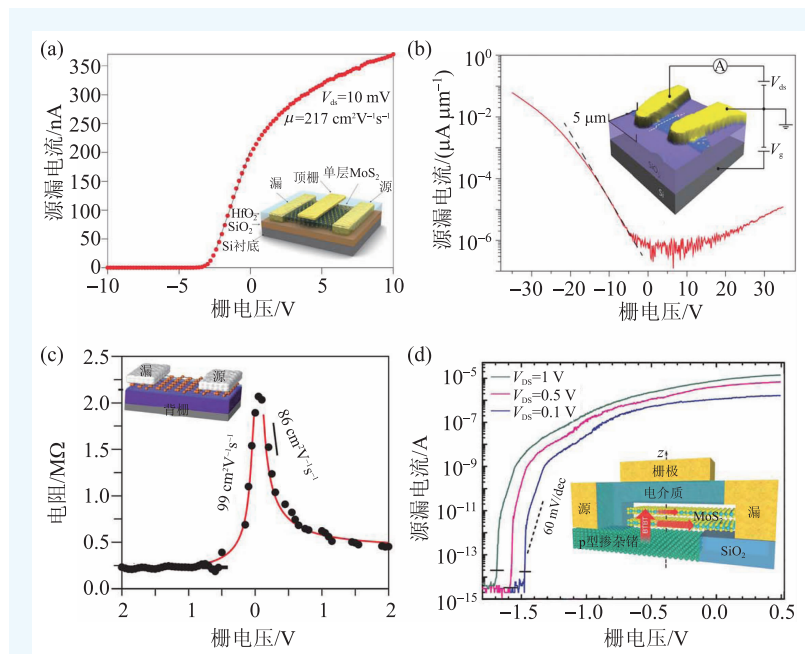 (a)
350
300
250
200
150
100
50
0
源漏电流/nA
V_ds=10 mV
μ=217 cm²V⁻¹s⁻¹
漏
顶栅
单层MoS₂
源
HfO₂
SiO₂
Si衬底
−10
−5
0
5
10
栅电压/V
(b)
10⁰
10⁻²
10⁻⁴
10⁻⁶
源漏电流/(μA μm⁻¹)
A
V_ds
5 μm
V_g
SiO₂
Si
−30
−20
−10
0
10
20
30
栅电压/V
(c)
2.5
2.0
1.5
1.0
0.5
0.0
电阻/MΩ
漏
源
背栅
99 cm²V⁻¹s⁻¹
86 cm²V⁻¹s⁻¹
2
1
0
1
2
栅电压/V
(d)
10⁻⁵
10⁻⁷
10⁻⁹
10⁻¹¹
10⁻¹³
10⁻¹⁵
源漏电流/A
V_DS=1 V
V_DS=0.5 V
V_DS=0.1 V
60 mV/dec
z
栅极
电介质
源
MoS₂
漏
p型掺杂锗
SiO₂
−1.5
−1.0
−0.5
0.0
0.5
栅电压/V